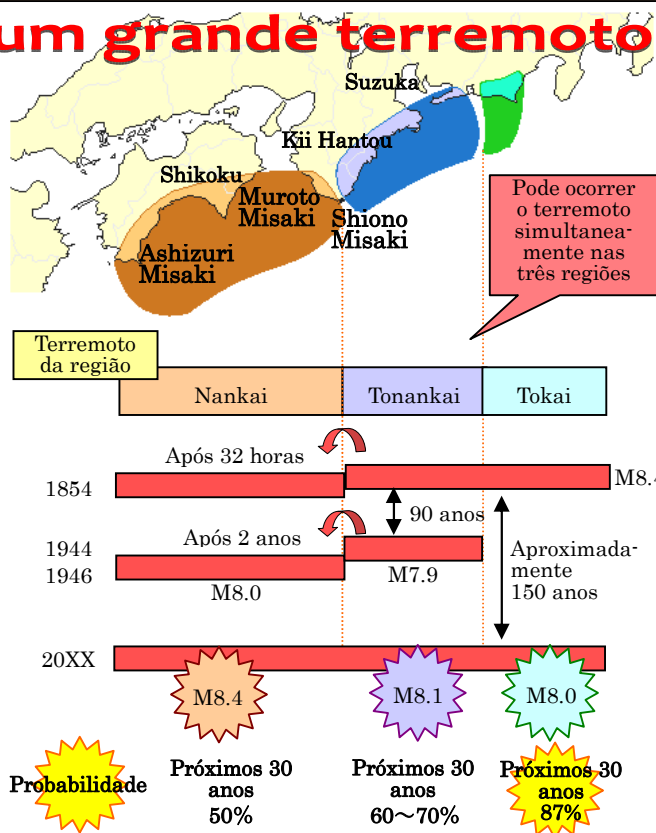 um grande terremoto
Suzuka
Kii Hantou
Shikoku
Muroto
Misaki
Shiono
Misaki
Ashizuri
Misaki
Pode ocorrer
o terremoto
simultanea-
mente nas
três regiões
Terremoto
da região
Nankai
Tonankai
Tokai
Após 32 horas
1854
M8.4
90 anos
Após 2 anos
1944
1946
M8.0
M7.9
Aproximada-
mente
150 anos
20XX
M8.4
M8.1
M8.0
Probabilidade
Próximos 30
anos
50%
Próximos 30
anos
60～70%
Próximos 30
anos
87%